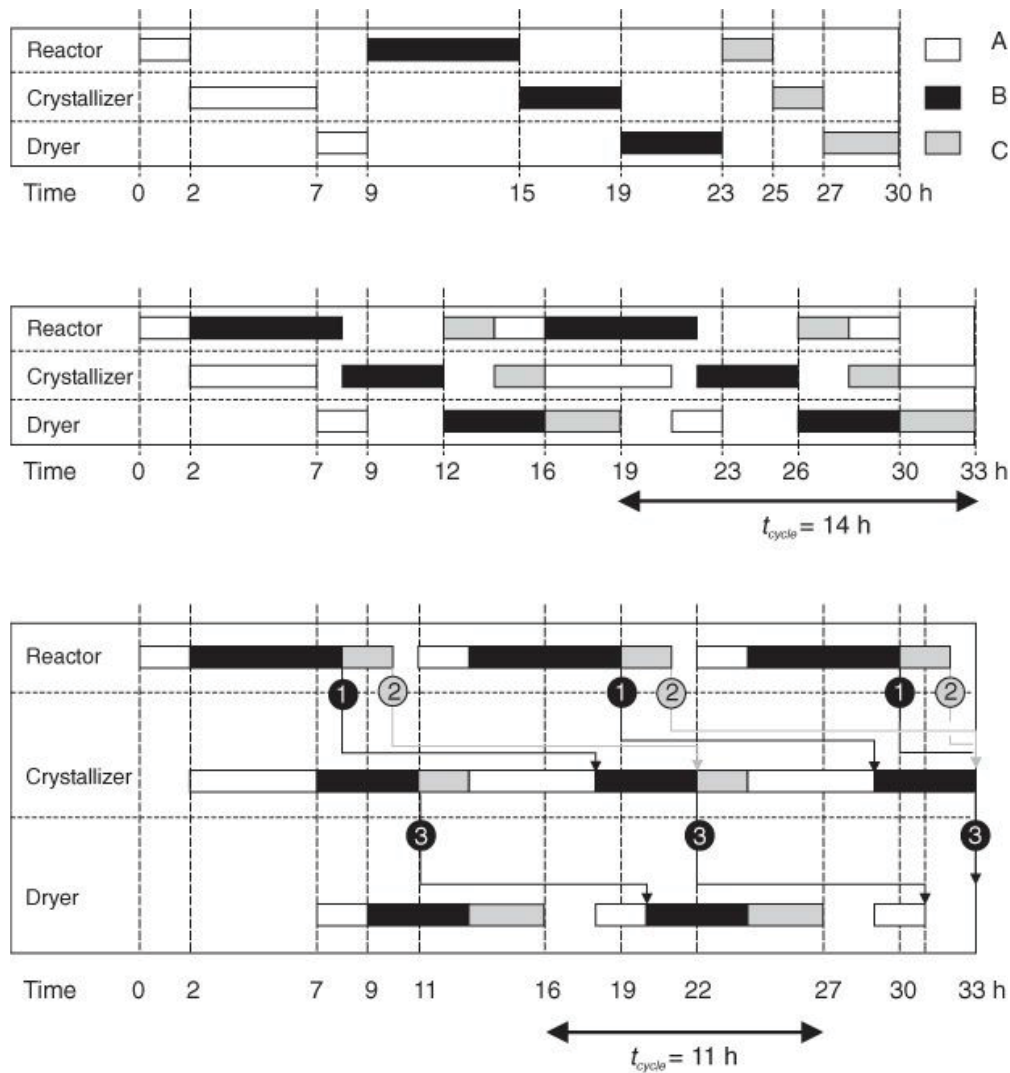 Reactor
A
Crystallizer
B
Dryer
C
Time 0 2 7 9 15 19 23 25 27 30 h
Reactor
Crystallizer
Dryer
Time 0 2 7 9 12 16 19 23 26 30 33 h
tcycle = 14 h
Reactor
1 2 1 2 1 2
Crystallizer
3 3 3
Dryer
Time 0 2 7 9 11 16 19 22 27 30 33 h
tcycle = 11 h